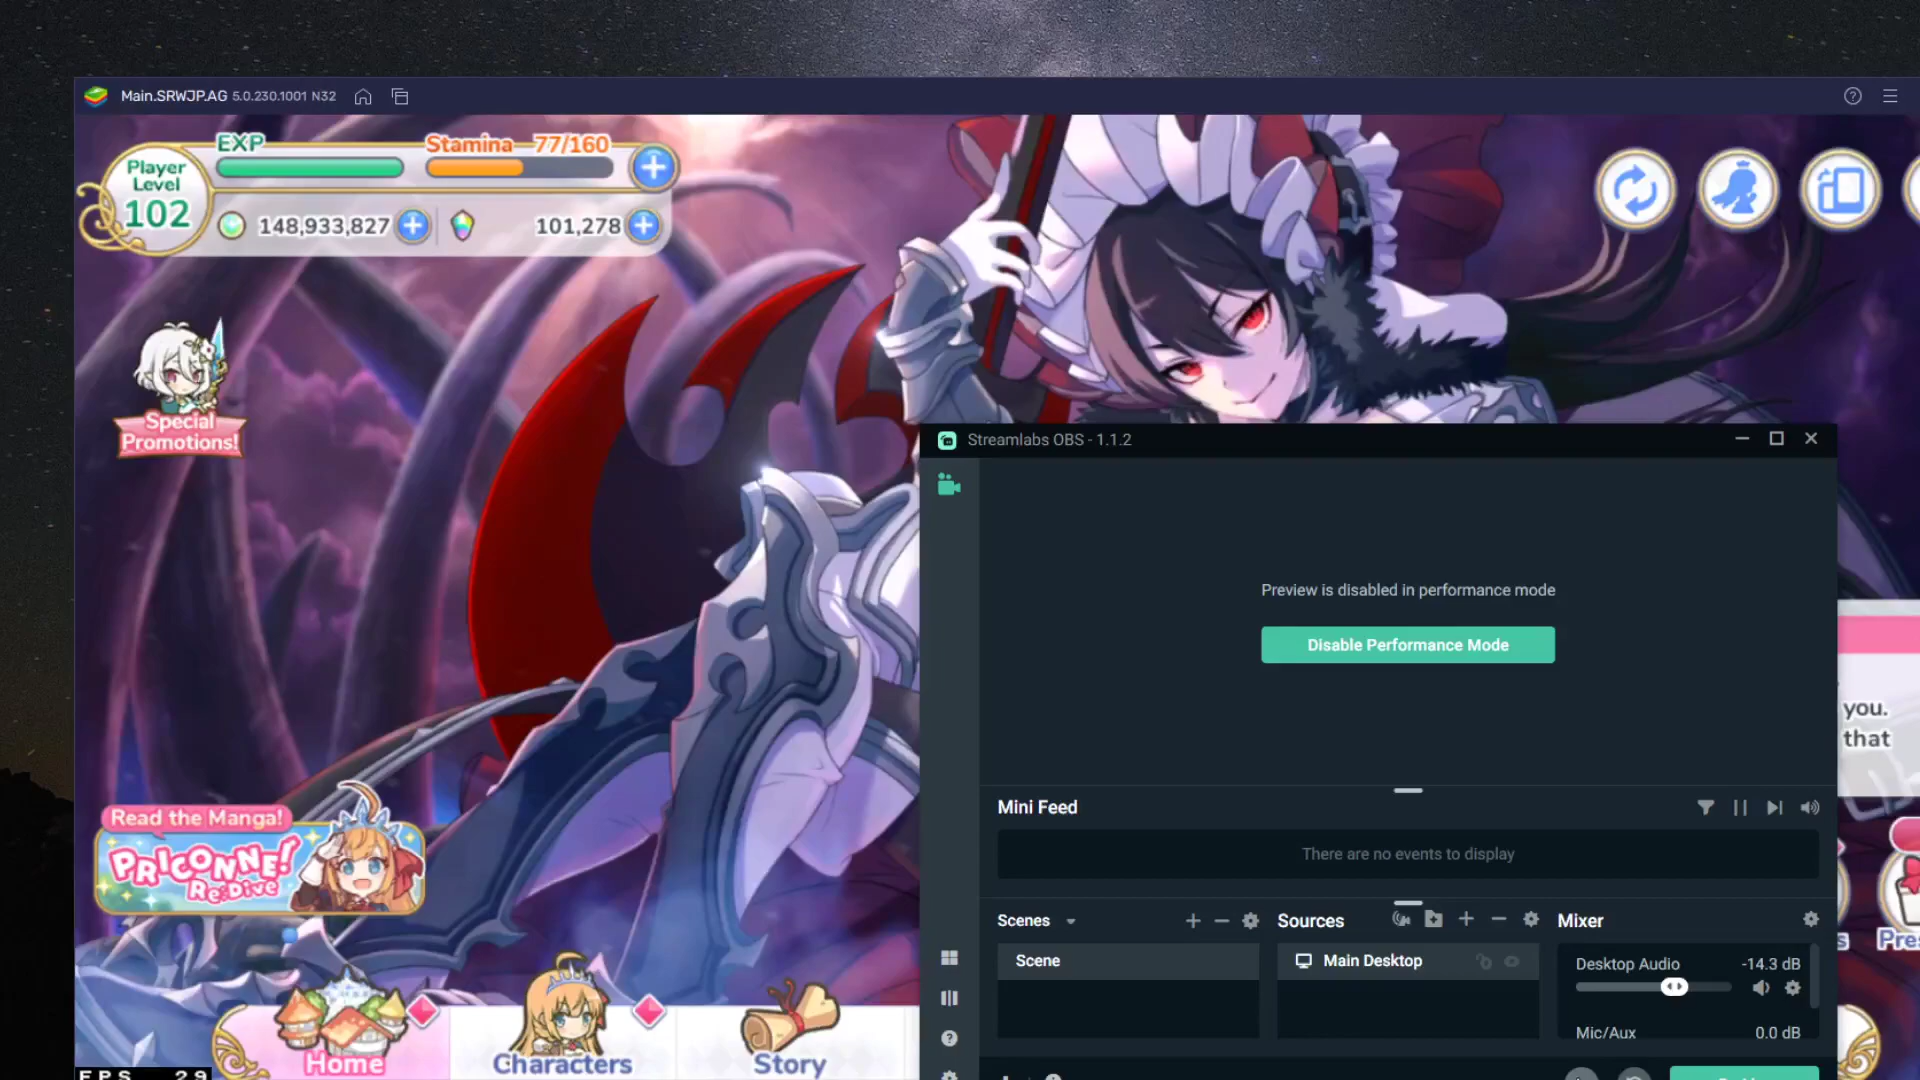 Main.SRWJP.AG 5.0.230.1001 N32
EXP
Stamina 77/160
Player
Level
102
148,933,827
101,278
Special
Promotions!
Streamlabs OBS - 1.1.2
Preview is disabled in performance mode
Disable Performance Mode
you.
that
Mini Feed
Read the Manga!
PRICONNE!
Re:Dive
There are no events to display
Scenes
Sources
Mixer
Scene
Main Desktop
Desktop Audio -14.3 dB
Mic/Aux 0.0 dB
Home
Characters
Story
FPS 29